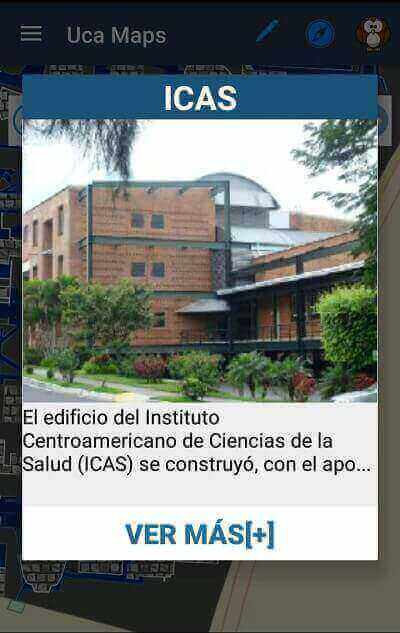 Uca Maps
ICAS
El edificio del Instituto
Centroamericano de Ciencias de la
Salud (ICAS) se construyó, con el apo...
VER MÁS[+]